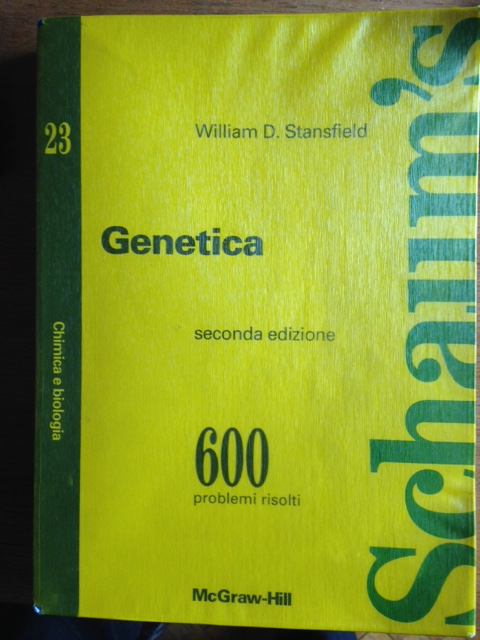 23
Chimica e biologia
William D. Stansfield
Genetica
seconda edizione
600
problemi risolti
McGraw-Hill
Schaum's